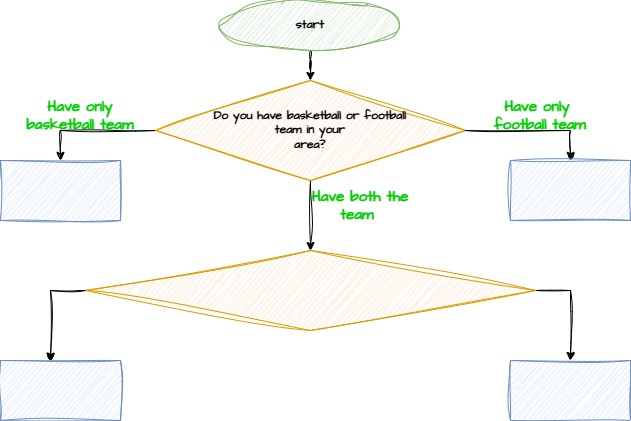 start
Do you have basketball or football
team in your
area?
Have only
basketball team
Have only
football team
Have both the
team